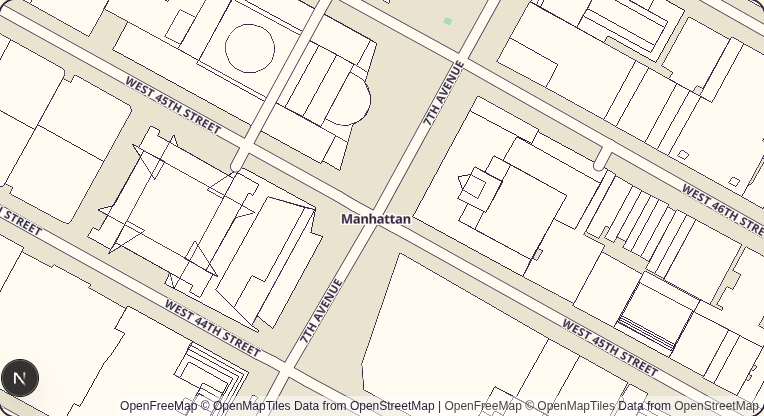 7TH AVENUE
WEST 45TH STREET
WEST 46TH STRE
Manhattan
STREET
7TH AVENUE
WEST 44TH STREET
WEST 45TH STREET
N
OpenFreeMap © OpenMapTiles Data from OpenStreetMap | OpenFreeMap © OpenMapTiles Data from OpenStreetMap